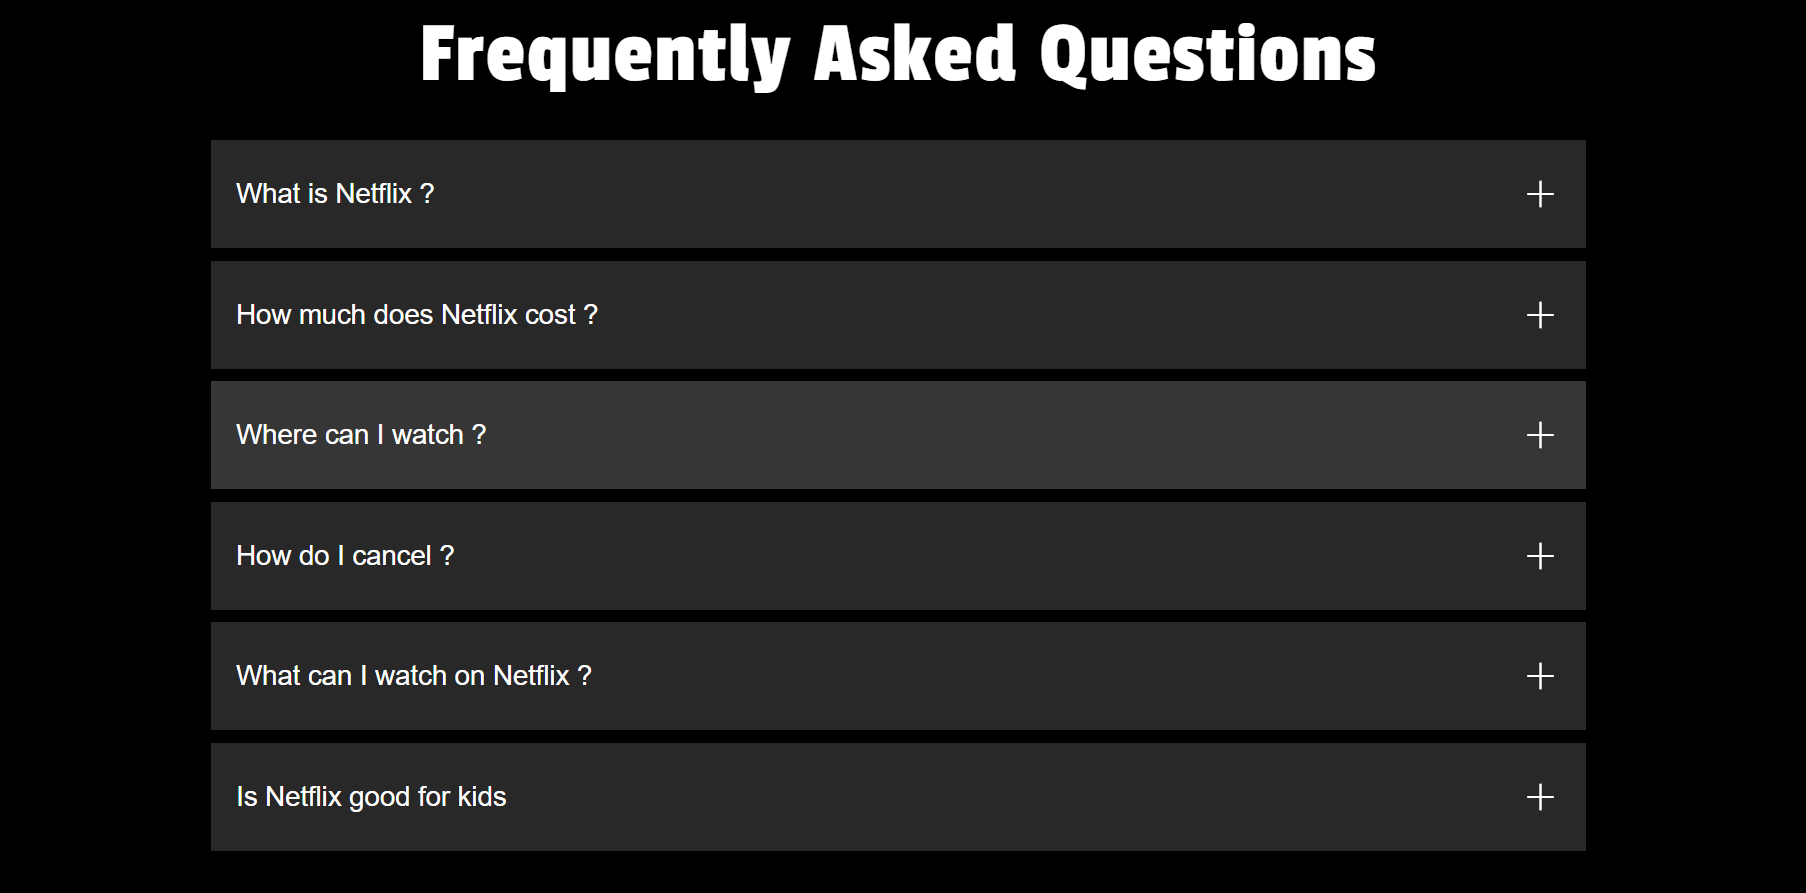 Frequently Asked Questions
What is Netflix ?
How much does Netflix cost ?
Where can I watch ?
How do I cancel ?
What can I watch on Netflix ?
Is Netflix good for kids